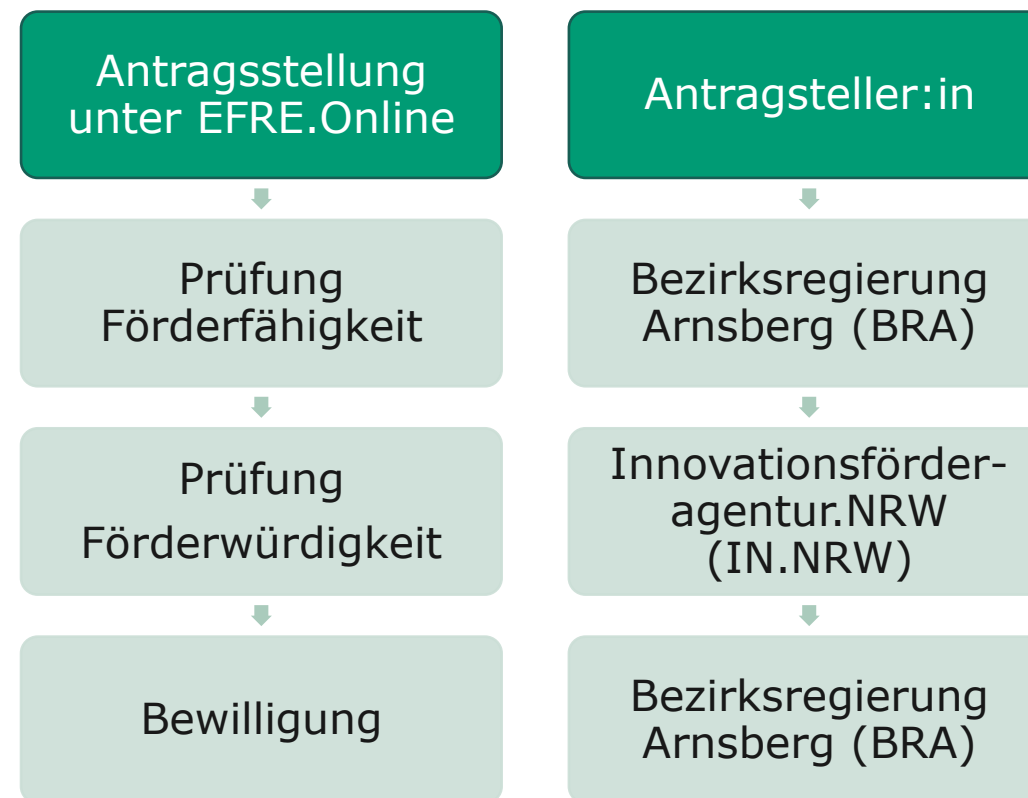 Antragsstellung
unter EFRE.Online
Antragsteller:in
Prüfung
Förderfähigkeit
Bezirksregierung
Arnsberg (BRA)
Prüfung
Förderwürdigkeit
Innovationsförder-
agentur.NRW
(IN.NRW)
Bewilligung
Bezirksregierung
Arnsberg (BRA)